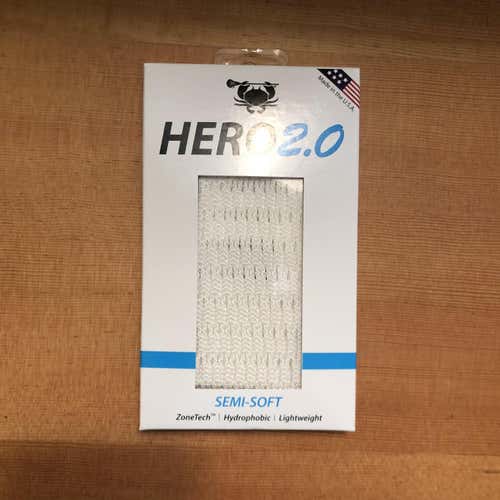 Made in the U.S.A.
HERO2.0
SEMI-SOFT
ZoneTech™ | Hydrophobic | Lightweight